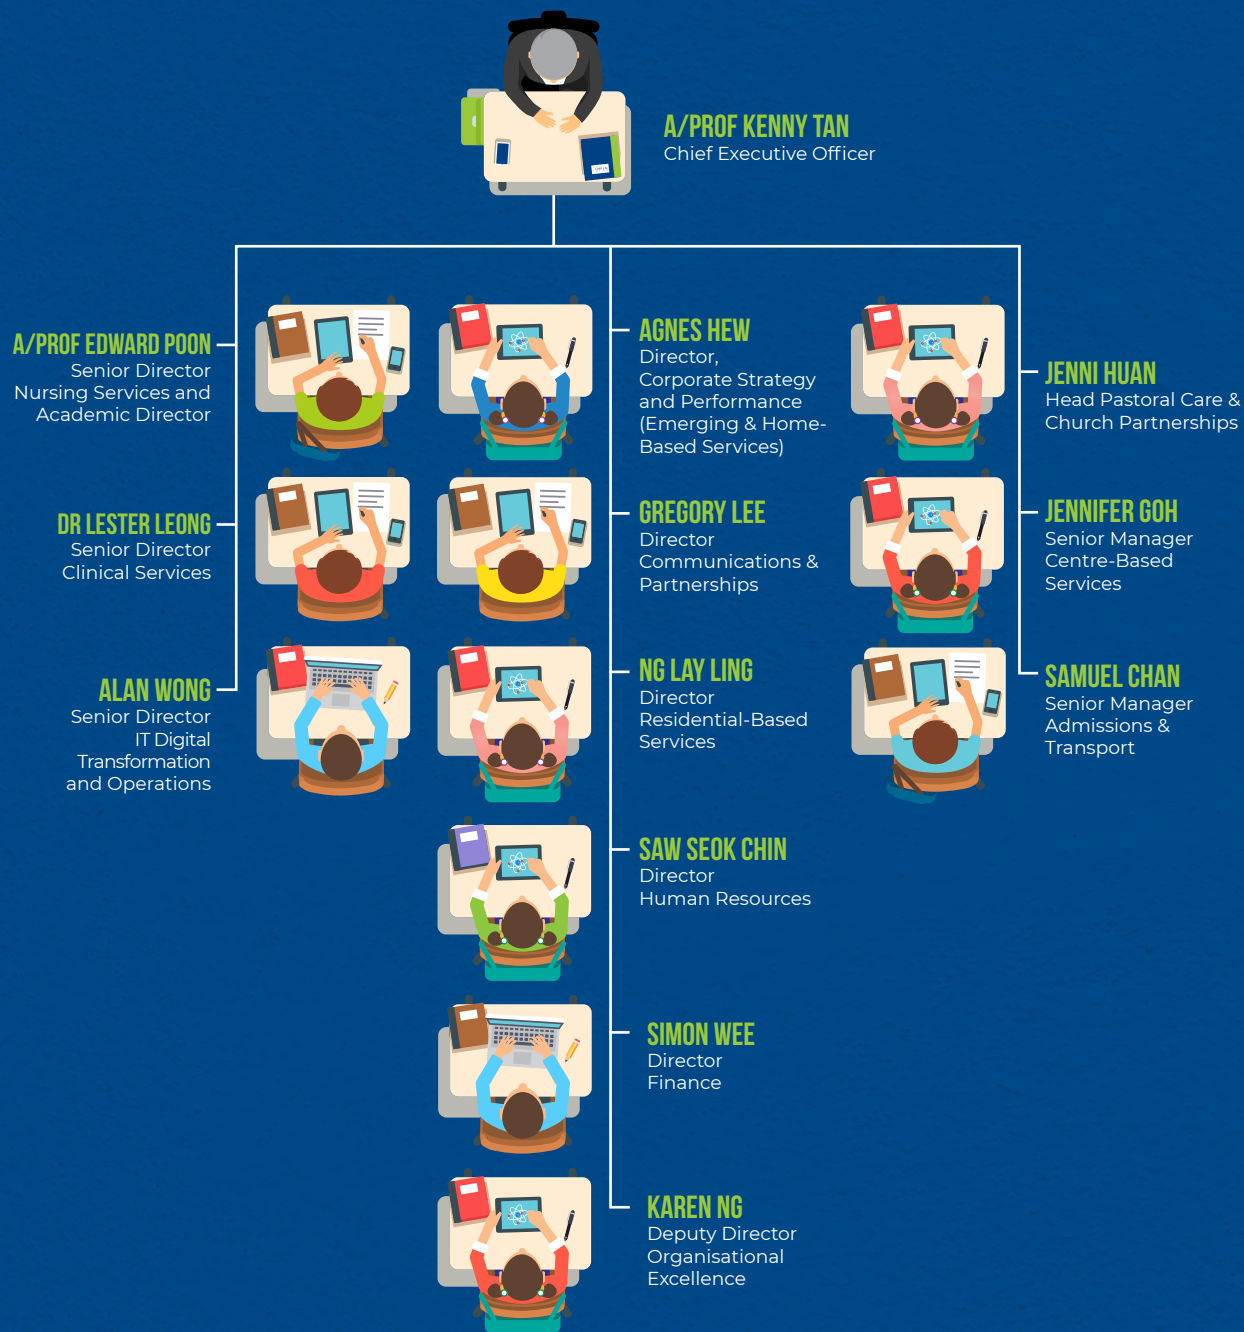 A/PROF KENNY TAN
Chief Executive Officer
A/PROF EDWARD POON
Senior Director
Nursing Services and
Academic Director
DR LESTER LEONG
Senior Director
Clinical Services
ALAN WONG
Senior Director
IT Digital
Transformation
and Operations
AGNES HEW
Director,
Corporate Strategy
and Performance
(Emerging & Home-
Based Services)
GREGORY LEE
Director
Communications &
Partnerships
NG LAY LING
Director
Residential-Based
Services
SAW SEOK CHIN
Director
Human Resources
SIMON WEE
Director
Finance
KAREN NG
Deputy Director
Organisational
Excellence
JENNI HUAN
Head Pastoral Care &
Church Partnerships
JENNIFER GOH
Senior Manager
Centre-Based
Services
SAMUEL CHAN
Senior Manager
Admissions &
Transport